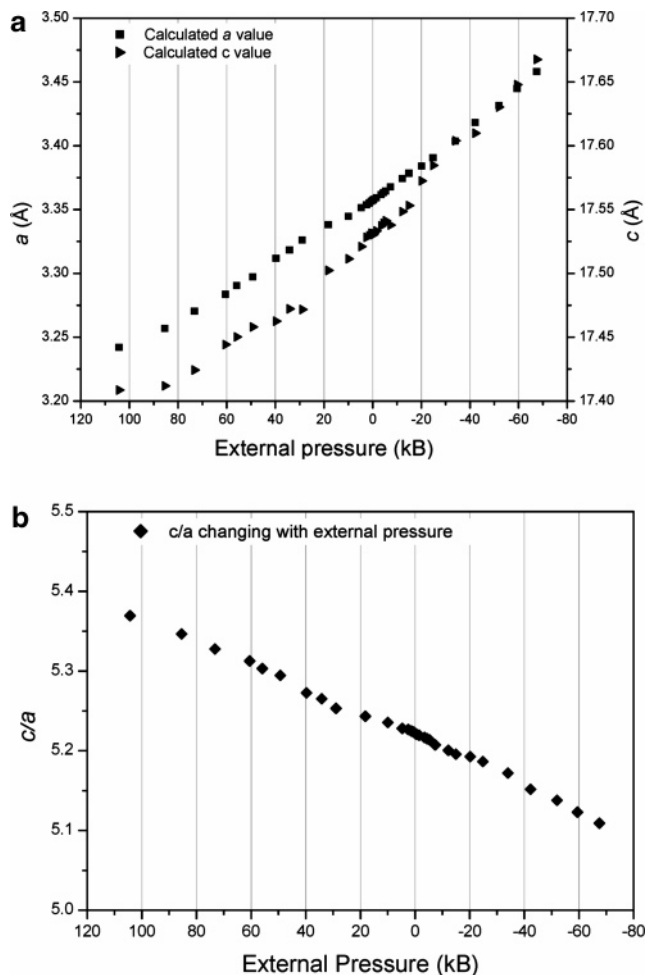 a
Calculated a value
Calculated c value
3.50
3.45
3.40
3.35
3.30
3.25
3.20
a (Å)
17.70
17.65
17.60
17.55
17.50
17.45
17.40
c (Å)
120 100 80 60 40 20 0 -20 -40 -60 -80
External pressure (kB)
b
c/a changing with external pressure
5.5
5.4
5.3
5.2
5.1
5.0
c/a
120 100 80 60 40 20 0 -20 -40 -60 -80
External Pressure (kB)